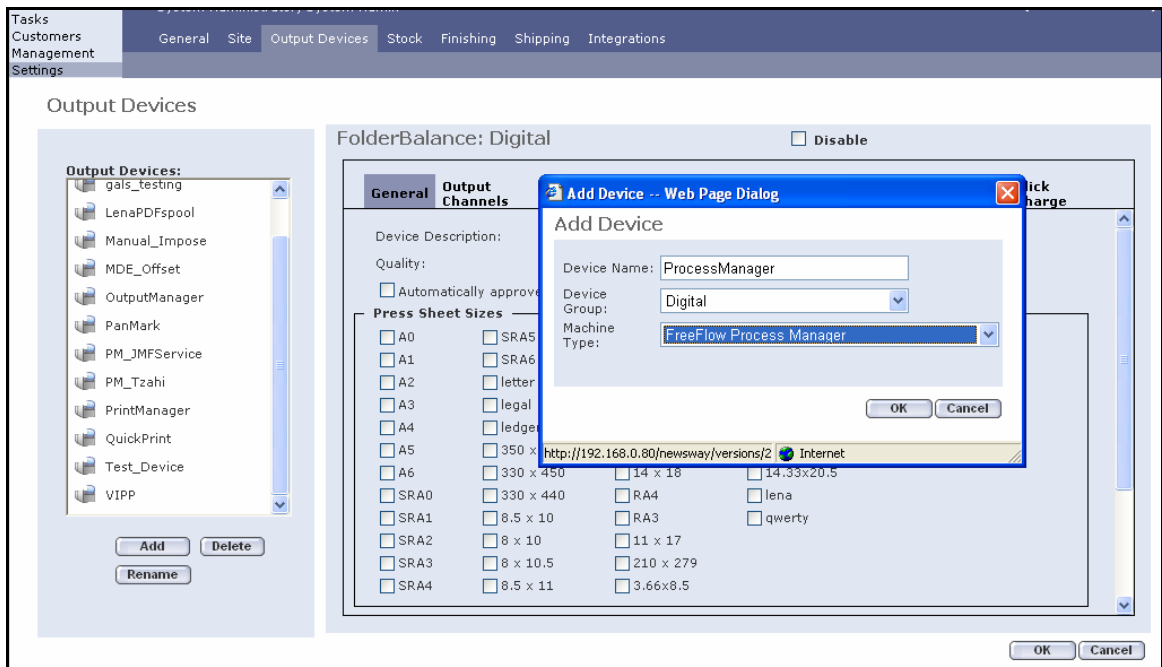 Tasks
Customers
Management
Settings
General Site Output Devices Stock Finishing Shipping Integrations
Output Devices
Output Devices:
gals_testing
LenaPDFspool
Manual_Impose
MDE_Offset
OutputManager
PanMark
PM_JMFService
PM_Tzahi
PrintManager
QuickPrint
Test_Device
VIPP
Add Delete
Rename
FolderBalance: Digital
Disable
General
Output
Channels
Device Description:
Quality:
Automatically approve
Press Sheet Sizes
A0 SRA5
A1 SRA6
A2 letter
A3 legal
A4 ledger
A5 350 x
A6 330 x 450 14 x 18 14.33x20.5
SRA0 330 x 440 RA4 lena
SRA1 8.5 x 10 RA3 qwerty
SRA2 8 x 10 11 x 17
SRA3 8 x 10.5 210 x 279
SRA4 8.5 x 11 3.66x8.5
Add Device -- Web Page Dialog
Add Device
Device Name: ProcessManager
Device
Group:
Digital
Machine
Type:
FreeFlow Process Manager
OK Cancel
http://192.168.0.80/newsway/versions/2 Internet
OK Cancel